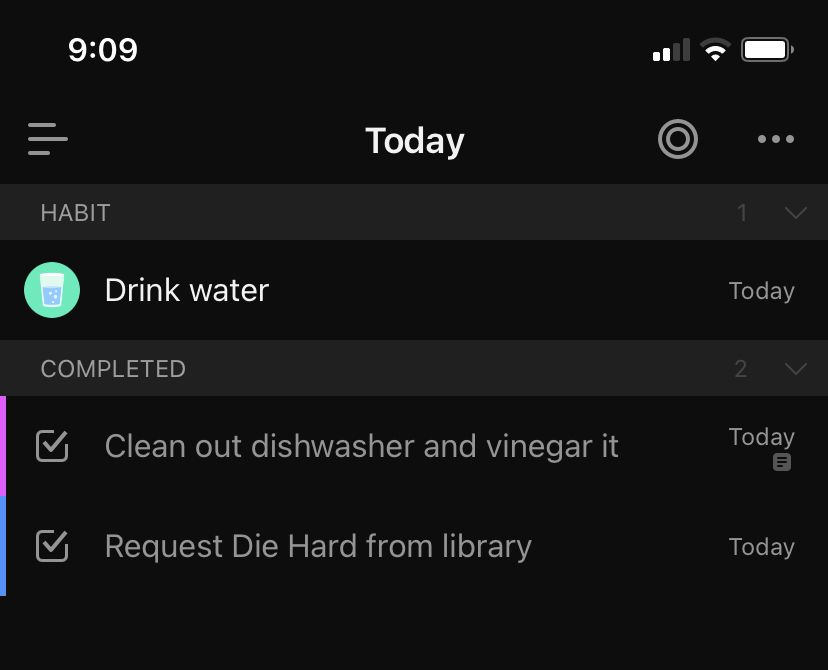 9:09
Today
HABIT 1
Drink water Today
COMPLETED 2
Clean out dishwasher and vinegar it Today
Request Die Hard from library Today